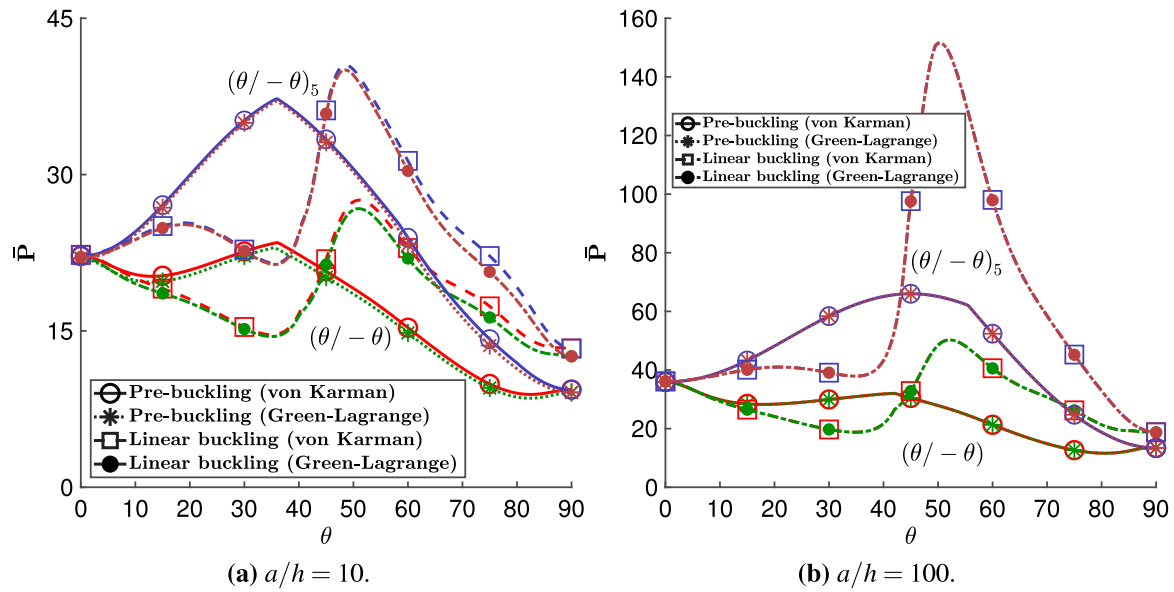 45
30
15
0
P̄
(θ/ − θ)₅
(θ/ − θ)
Pre-buckling (von Karman)
Pre-buckling (Green-Lagrange)
Linear buckling (von Karman)
Linear buckling (Green-Lagrange)
0 10 20 30 40 50 60 70 80 90
θ
(a) a/h = 10.
160
140
120
100
80
60
40
20
0
P̄
Pre-buckling (von Karman)
Pre-buckling (Green-Lagrange)
Linear buckling (von Karman)
Linear buckling (Green-Lagrange)
(θ/ − θ)₅
(θ/ − θ)
0 10 20 30 40 50 60 70 80 90
θ
(b) a/h = 100.